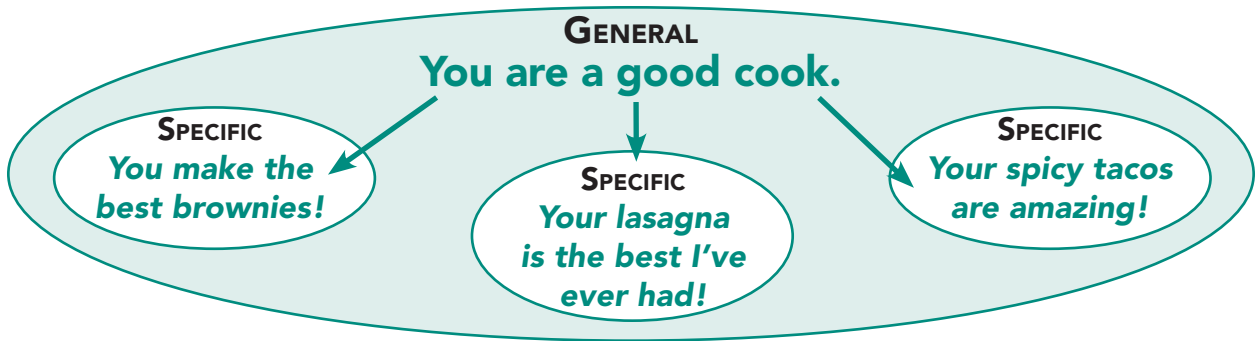 GENERAL
You are a good cook.
SPECIFIC
You make the
best brownies!
SPECIFIC
Your lasagna
is the best I've
ever had!
SPECIFIC
Your spicy tacos
are amazing!